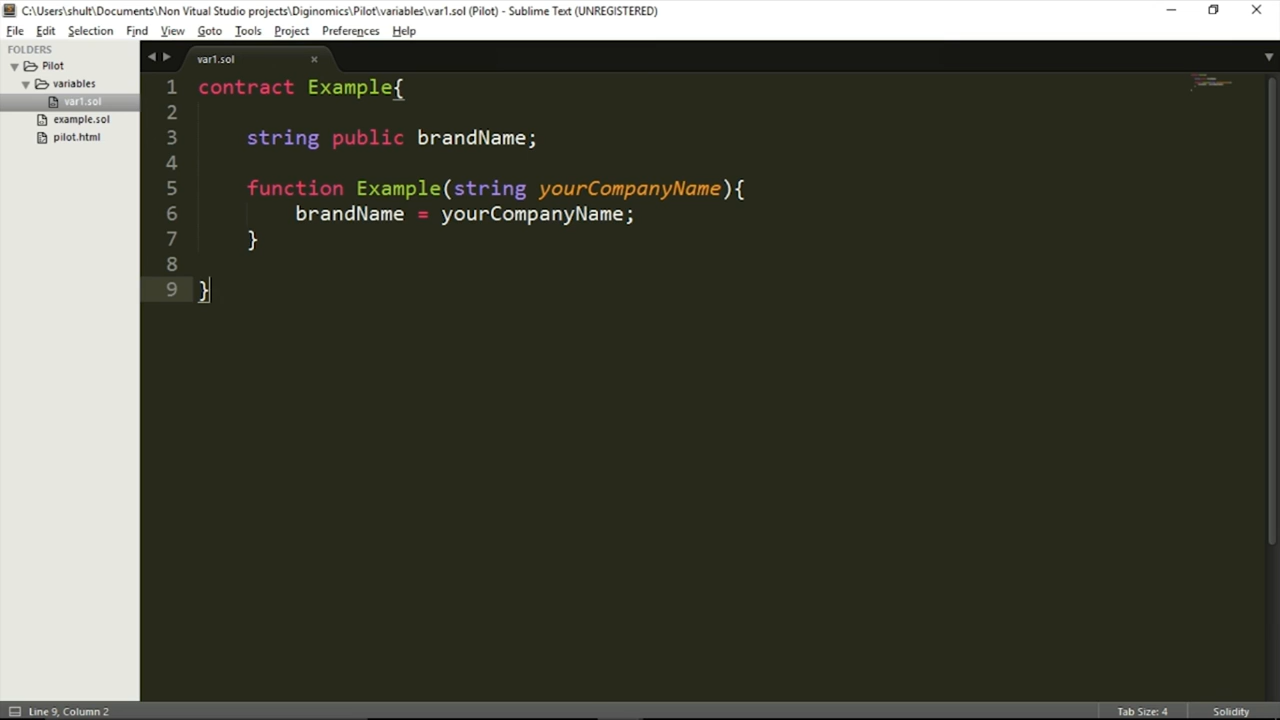 C:\Users\shult\Documents\Non Vitual Studio projects\Diginomics\Pilot\variables\var1.sol (Pilot) - Sublime Text (UNREGISTERED)
File Edit Selection Find View Goto Tools Project Preferences Help
FOLDERS
Pilot
variables
var1.sol
example.sol
pilot.html
var1.sol
1 contract Example{
2
3 string public brandName;
4
5 function Example(string yourCompanyName){
6 brandName = yourCompanyName;
7 }
8
9 }
Line 9, Column 2
Tab Size: 4
Solidity